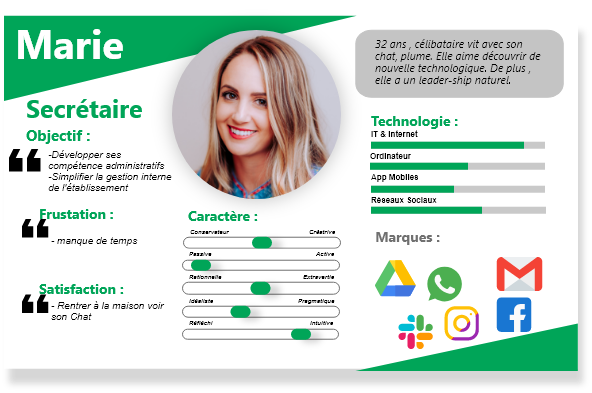 Marie
32 ans , célibataire vit avec son
chat, plume. Elle aime découvrir de
nouvelle technologique. De plus ,
elle a un leader-ship naturel.
Secrétaire
Objectif :
-Développer ses
compétence administratifs
-Simplifier la gestion interne
de l'établissement
Frustation :
- manque de temps
Satisfaction :
- Rentrer à la maison voir
son Chat
Caractère :
Conservateur Créatrive
Passive Active
Rationnelle Extravertie
Idéaliste Pragmatique
Réfléchi Intuitive
Technologie :
IT & Internet
Ordinateur
App Mobiles
Réseaux Sociaux
Marques :